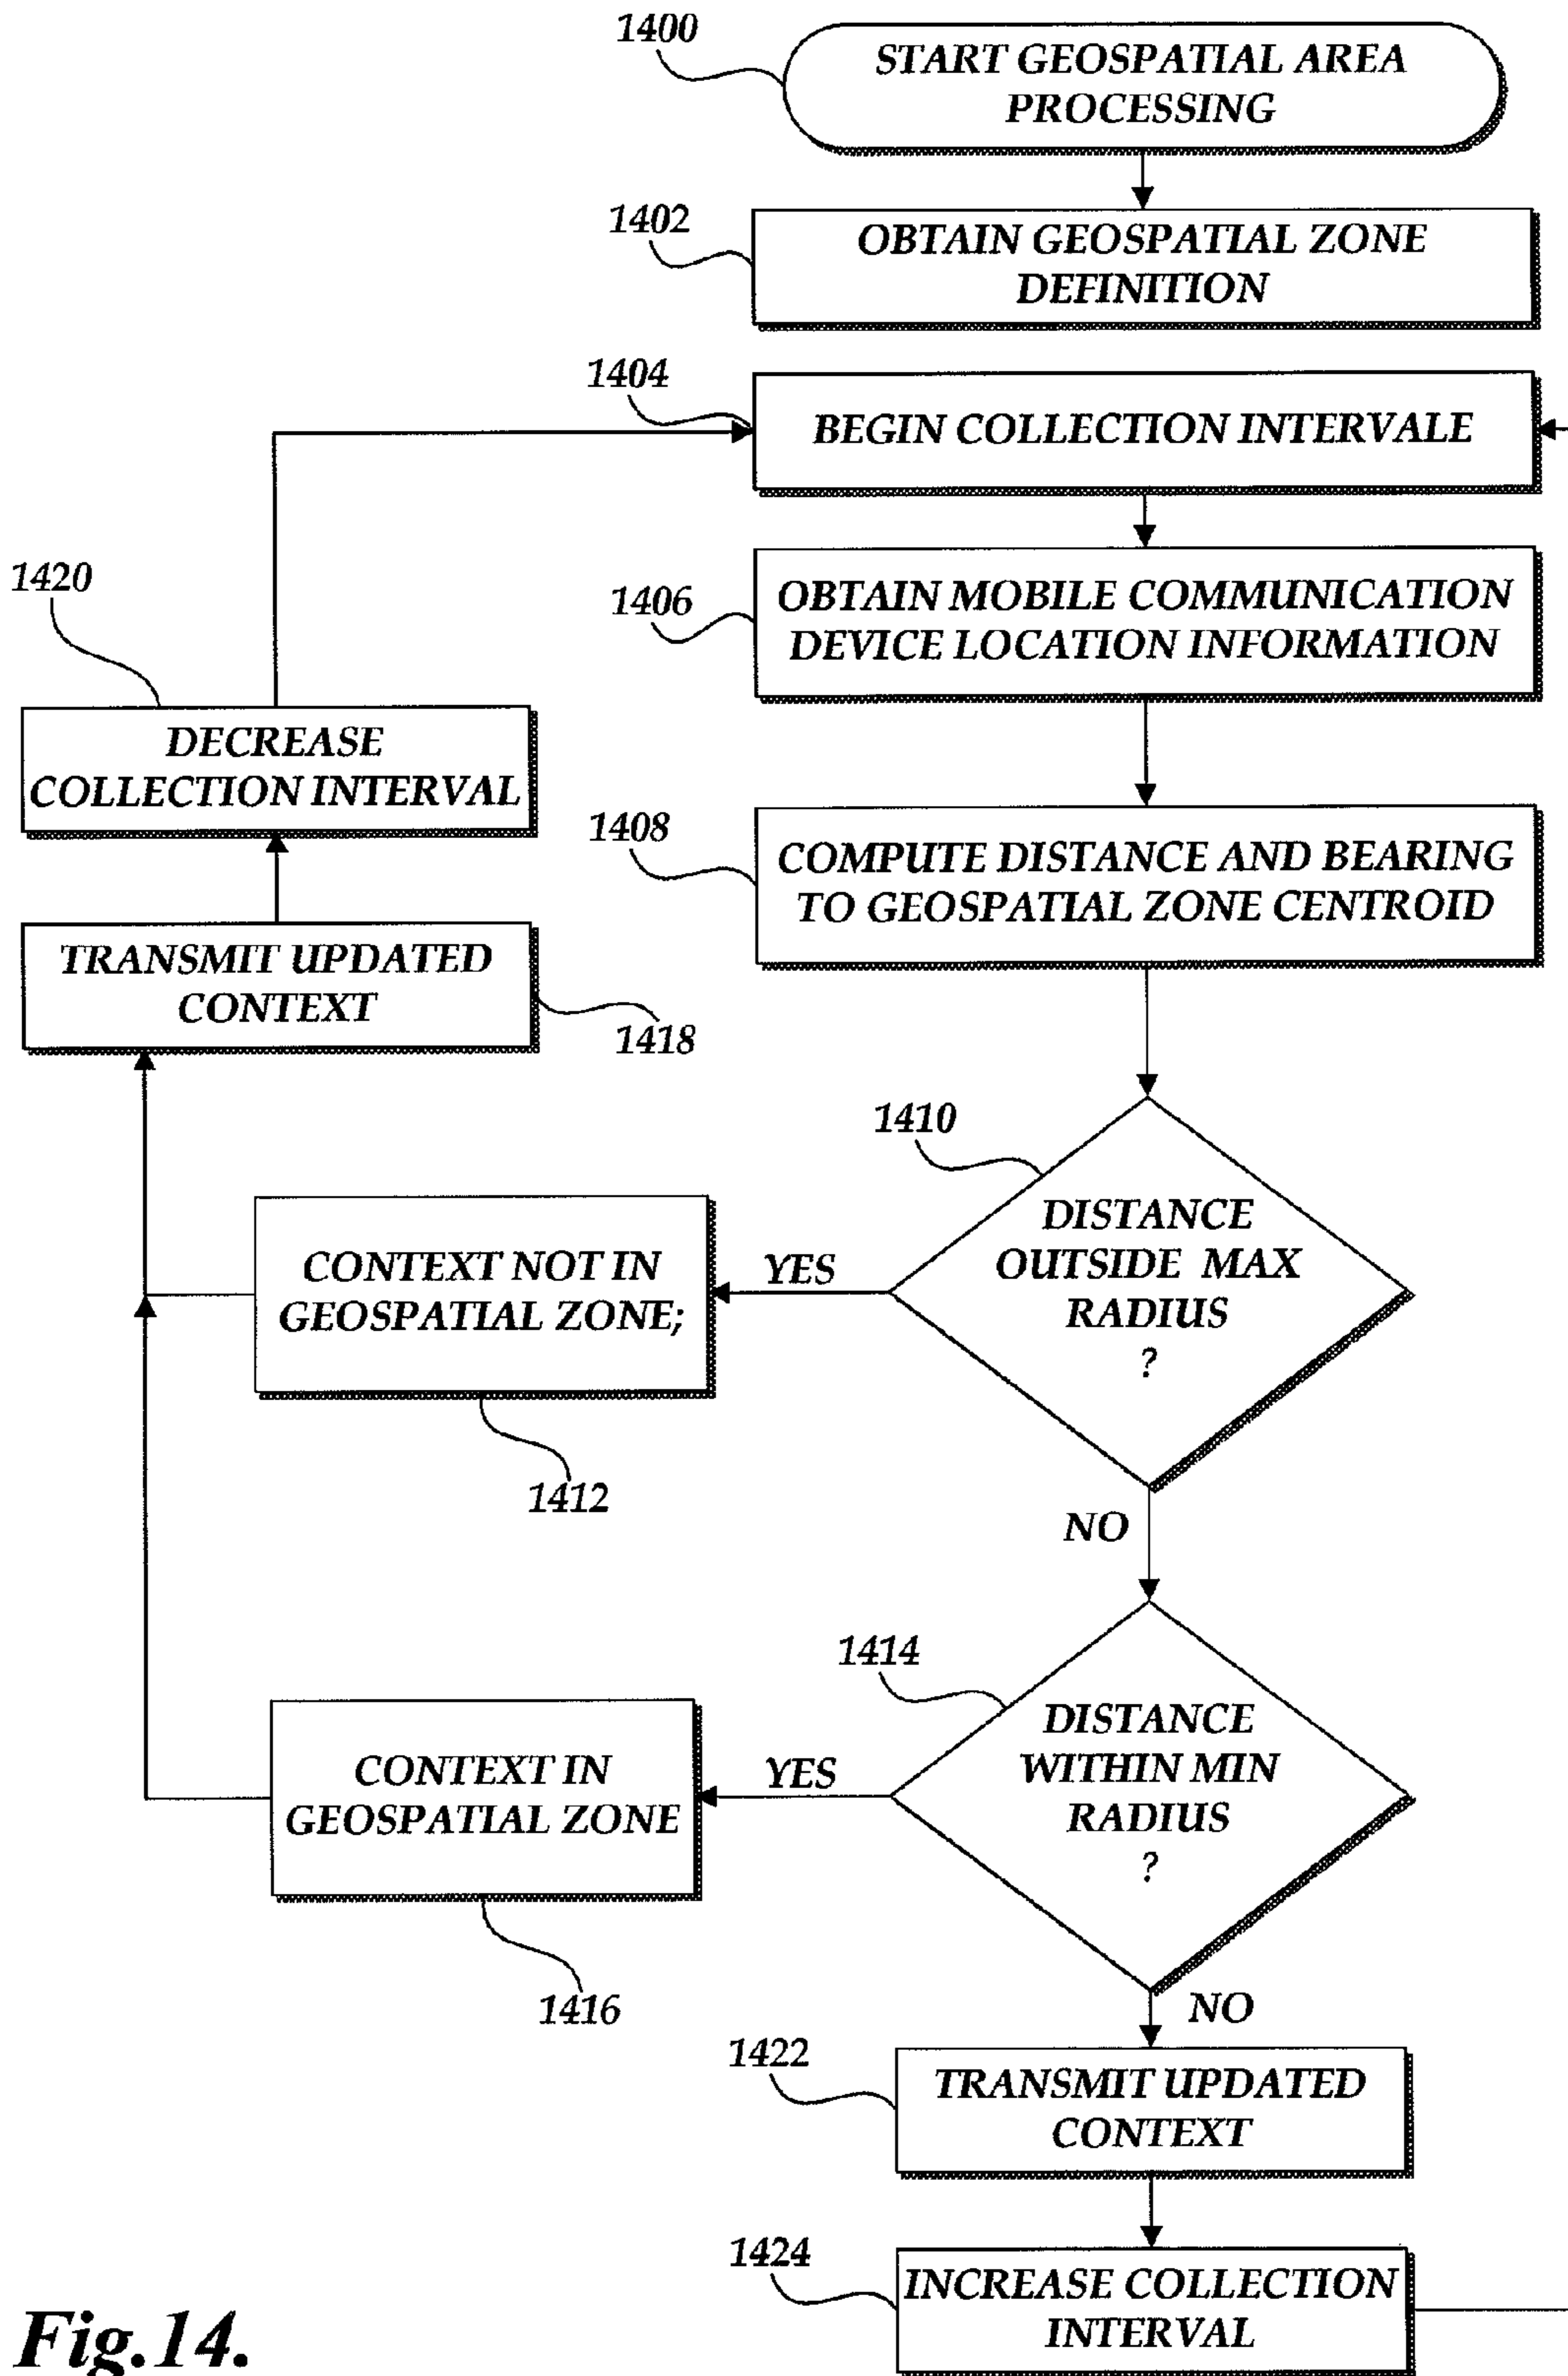 1400
START GEOSPATIAL AREA
PROCESSING
1402
OBTAIN GEOSPATIAL ZONE
DEFINITION
1404
BEGIN COLLECTION INTERVALE
1420
1406
OBTAIN MOBILE COMMUNICATION
DEVICE LOCATION INFORMATION
DECREASE
COLLECTION INTERVAL
1408
COMPUTE DISTANCE AND BEARING
TO GEOSPATIAL ZONE CENTROID
TRANSMIT UPDATED
CONTEXT
1418
1410
DISTANCE
OUTSIDE MAX
RADIUS
?
YES
CONTEXT NOT IN
GEOSPATIAL ZONE;
1412
NO
1414
DISTANCE
WITHIN MIN
RADIUS
?
YES
CONTEXT IN
GEOSPATIAL ZONE
1416
NO
1422
TRANSMIT UPDATED
CONTEXT
1424
INCREASE COLLECTION
INTERVAL
Fig.14.